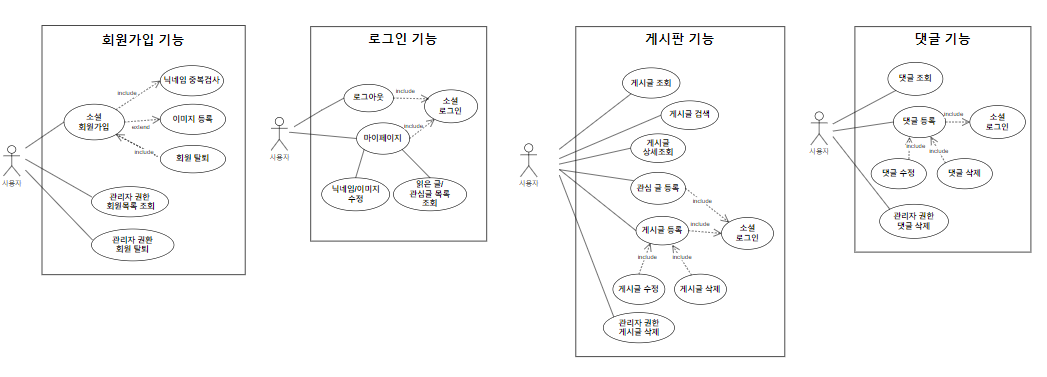 회원가입 기능
닉네임 중복검사
include
소셜
회원가입
이미지 등록
extend
include
회원 탈퇴
사용자
관리자 권한
회원목록 조회
관리자 권한
회원 탈퇴
로그인 기능
로그아웃
include
소셜
로그인
include
마이페이지
사용자
닉네임/이미지
수정
읽은 글/
관심글 목록
조회
게시판 기능
게시글 조회
게시글 검색
게시글
상세조회
사용자
관심 글 등록
include
게시글 등록
include
소셜
로그인
include
include
게시글 수정
게시글 삭제
관리자 권한
게시글 삭제
댓글 기능
댓글 조회
댓글 등록
include
소셜
로그인
사용자
include
include
댓글 수정
댓글 삭제
관리자 권한
댓글 삭제